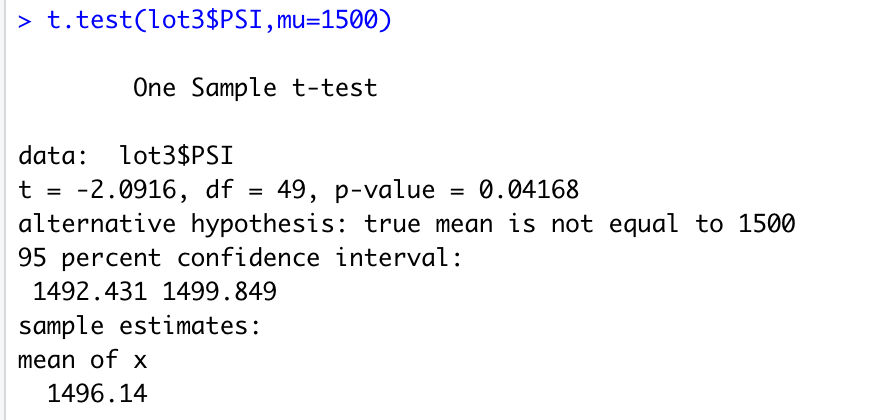 > t.test(lot3$PSI,mu=1500)
One Sample t-test
data:  lot3$PSI
t = -2.0916, df = 49, p-value = 0.04168
alternative hypothesis: true mean is not equal to 1500
95 percent confidence interval:
1492.431 1499.849
sample estimates:
mean of x
1496.14